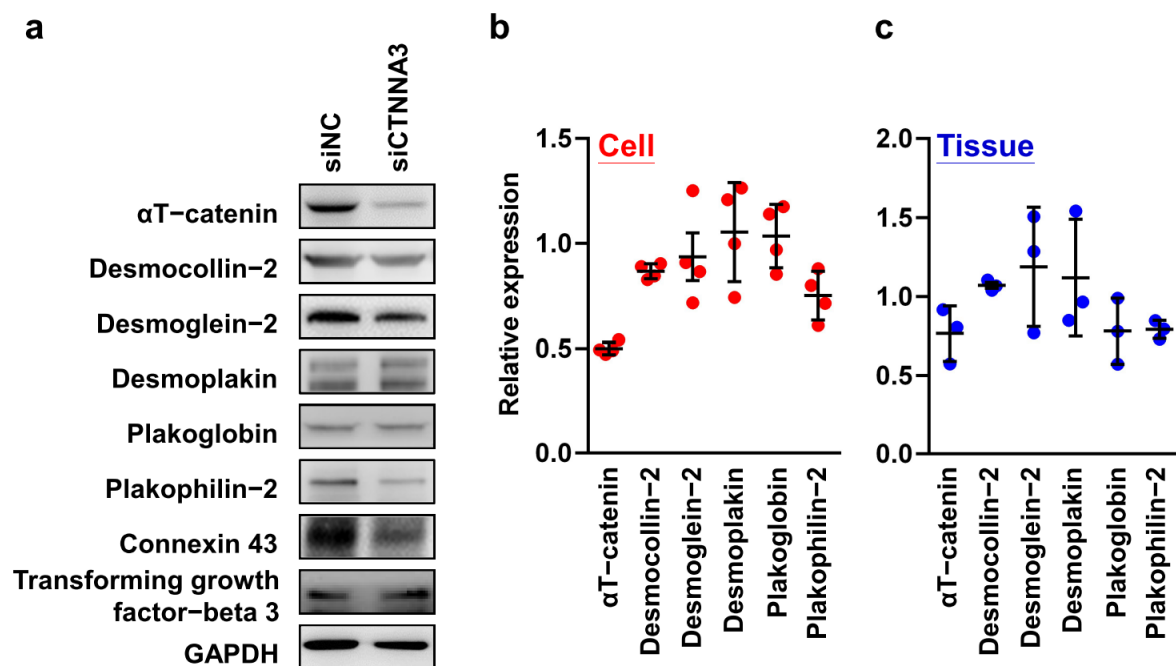 a
siNC
siCTNNA3
αT−catenin
Desmocollin−2
Desmoglein−2
Desmoplakin
Plakoglobin
Plakophilin−2
Connexin 43
Transforming growth
factor−beta 3
GAPDH
b
Cell
Relative expression
1.5
1.0
0.5
0.0
αT−catenin
Desmocollin−2
Desmoglein−2
Desmoplakin
Plakoglobin
Plakophilin−2
c
Tissue
2.0
1.5
1.0
0.5
0.0
αT−catenin
Desmocollin−2
Desmoglein−2
Desmoplakin
Plakoglobin
Plakophilin−2